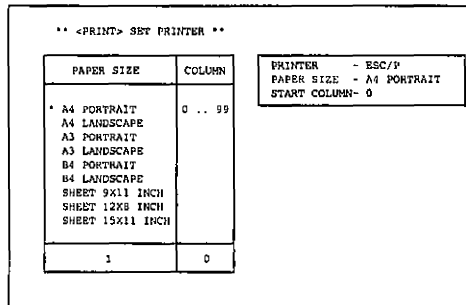 ** <PRINT> SET PRINTER **
PAPER SIZE COLUMN
* A4 PORTRAIT 0 .. 99
A4 LANDSCAPE
A3 PORTRAIT
A3 LANDSCAPE
B4 PORTRAIT
B4 LANDSCAPE
SHEET 9X11 INCH
SHEET 12X8 INCH
SHEET 15X11 INCH
1 0
PRINTER - ESC/P
PAPER SIZE - A4 PORTRAIT
START COLUMN- 0